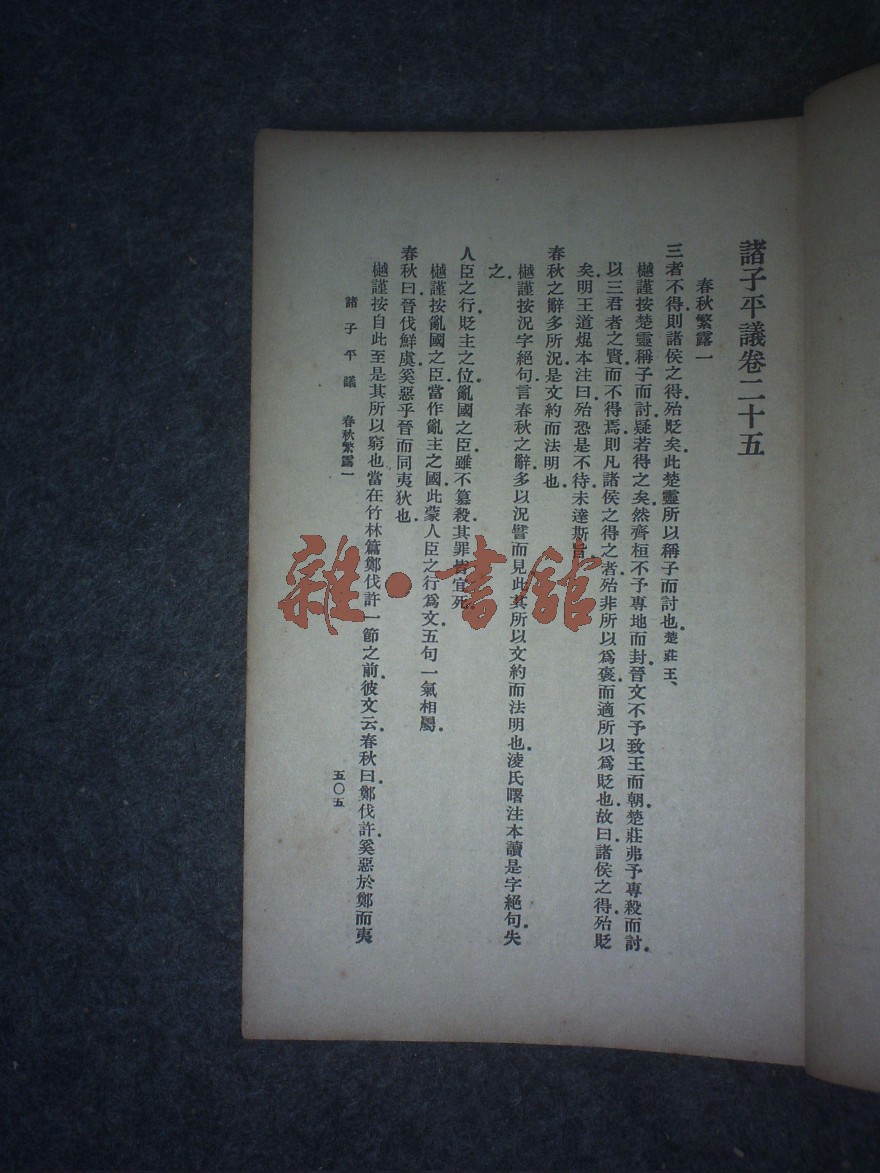 諸子平議卷二十五
春秋繁露一
三者不得則諸侯之得殆貶矣此楚靈所以稱子而討也楚莊王、
樾謹按楚靈稱子而討疑若得之矣然齊桓不予專地而封晉文不予致王而朝楚莊弗予專殺而討
以三君者之賢而不得焉則凡諸侯之得之者殆非所以爲褒而適所以爲貶也故曰諸侯之得殆貶
矣明王道焜本注曰殆恐是不待未達斯旨
春秋之辭多所況是文約而法明也
樾謹按況字絕句言春秋之辭多以況譬而見此其所以文約而法明也淩氏曙注本讀是字絕句失
之
人臣之行貶主之位亂國之臣雖不篡殺其罪皆宜死
樾謹按亂國之臣當作亂主之國此蒙人臣之行爲文五句一氣相屬
春秋曰晉伐鮮虞奚惡乎晉而同夷狄也
樾謹按自此至是其所以窮也當在竹林篇鄭伐許一節之前彼文云春秋曰鄭伐許奚惡於鄭而夷
諸子平議 春秋繁露一
五〇五
雜·書館